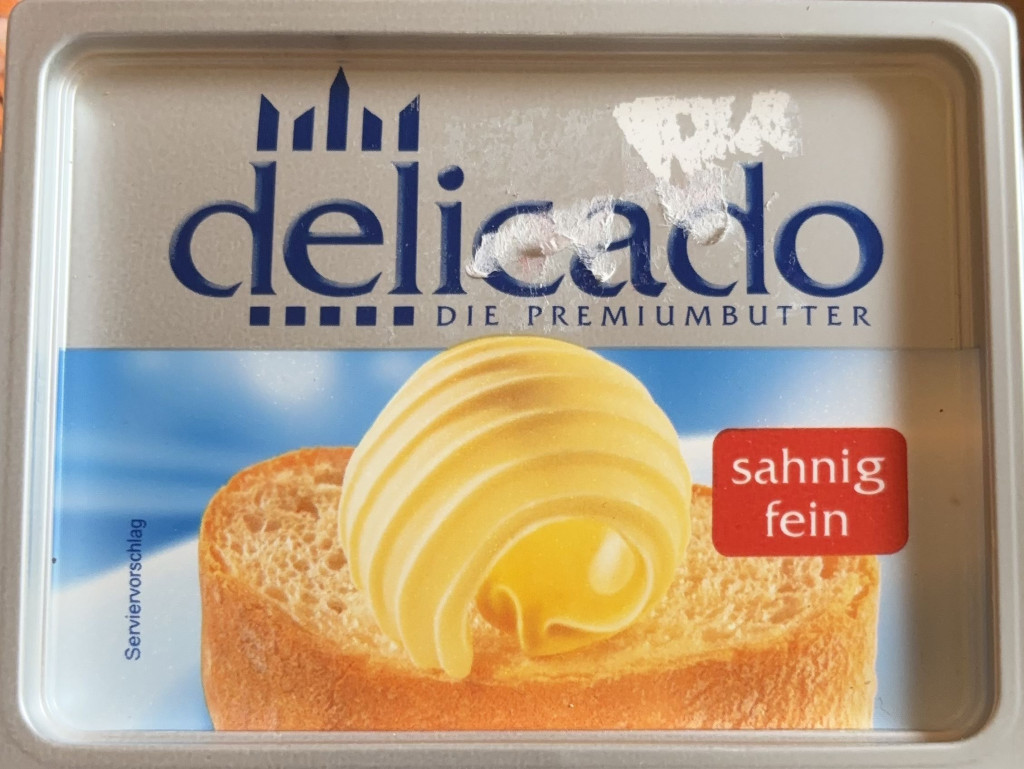 delicado
DIE PREMIUMBUTTER
sahnig
fein
Serviervorschlag